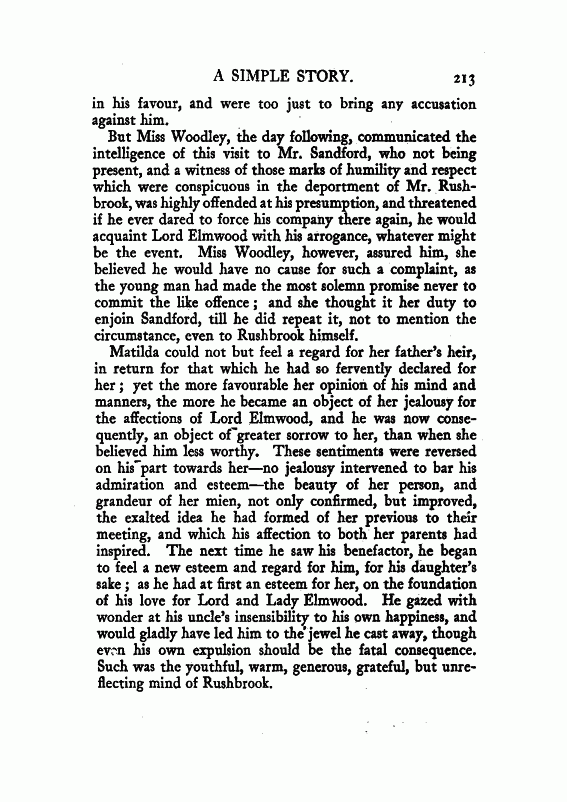 A SIMPLE STORY. 213
in his favour, and were too just to bring any accusation
against him.
But Miss Woodley, the day following, communicated the
intelligence of this visit to Mr. Sandford, who not being
present, and a witness of those marks of humility and respect
which were conspicuous in the deportment of Mr. Rush-
brook, was highly offended at his presumption, and threatened
if he ever dared to force his company there again, he would
acquaint Lord Elmwood with his arrogance, whatever might
be the event. Miss Woodley, however, assured him, she
believed he would have no cause for such a complaint, as
the young man had made the most solemn promise never to
commit the like offence; and she thought it her duty to
enjoin Sandford, till he did repeat it, not to mention the
circumstance, even to Rushbrook himself.
Matilda could not but feel a regard for her father's heir,
in return for that which he had so fervently declared for
her; yet the more favourable her opinion of his mind and
manners, the more he became an object of her jealousy for
the affections of Lord Elmwood, and he was now conse-
quently, an object of greater sorrow to her, than when she
believed him less worthy. These sentiments were reversed
on his part towards her—no jealousy intervened to bar his
admiration and esteem—the beauty of her person, and
grandeur of her mien, not only confirmed, but improved,
the exalted idea he had formed of her previous to their
meeting, and which his affection to both her parents had
inspired. The next time he saw his benefactor, he began
to feel a new esteem and regard for him, for his daughter's
sake; as he had at first an esteem for her, on the foundation
of his love for Lord and Lady Elmwood. He gazed with
wonder at his uncle's insensibility to his own happiness, and
would gladly have led him to the jewel he cast away, though
even his own expulsion should be the fatal consequence.
Such was the youthful, warm, generous, grateful, but unre-
flecting mind of Rushbrook.